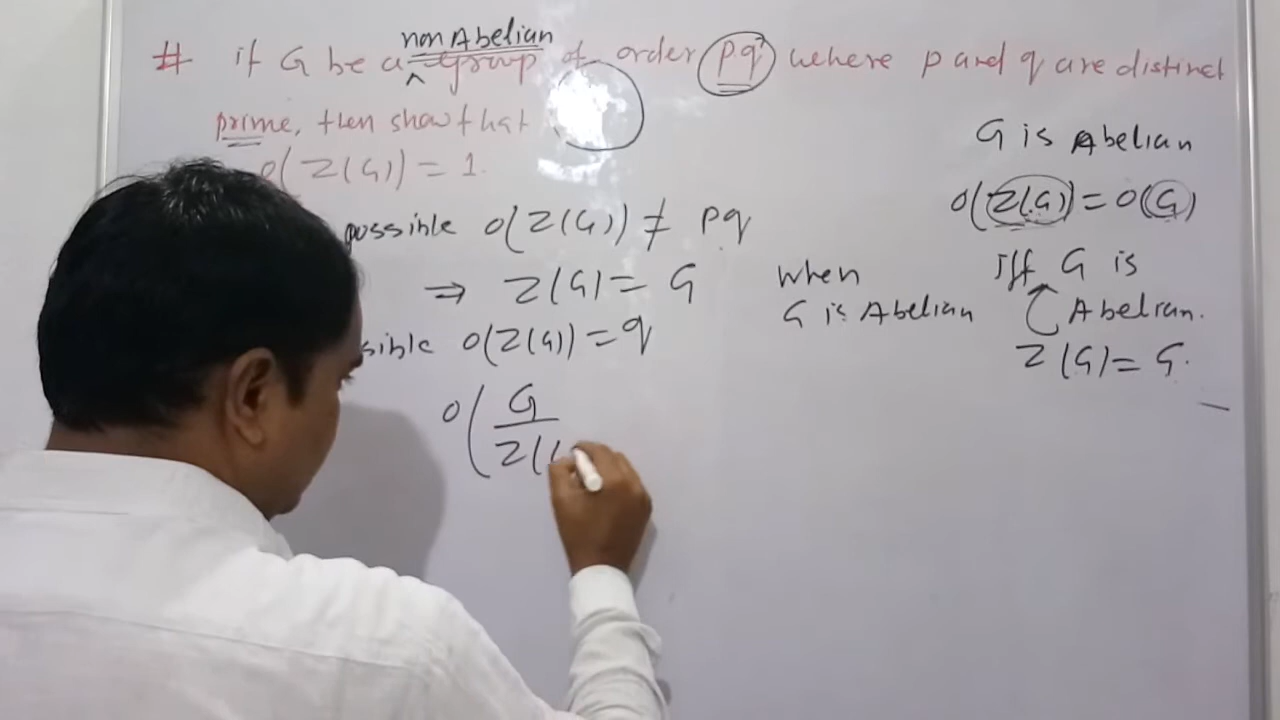 # if G be a non Abelian group of order pq where p and q are distinct
prime, then show that
o(Z(G)) = 1.
possible o(Z(G)) ≠ pq
⇒ Z(G) = G when G is Abelian
sible o(Z(G)) = q
o(G/Z(
G is Abelian
o(Z(G)) = o(G)
iff G is
Abelian.
Z(G) = G.